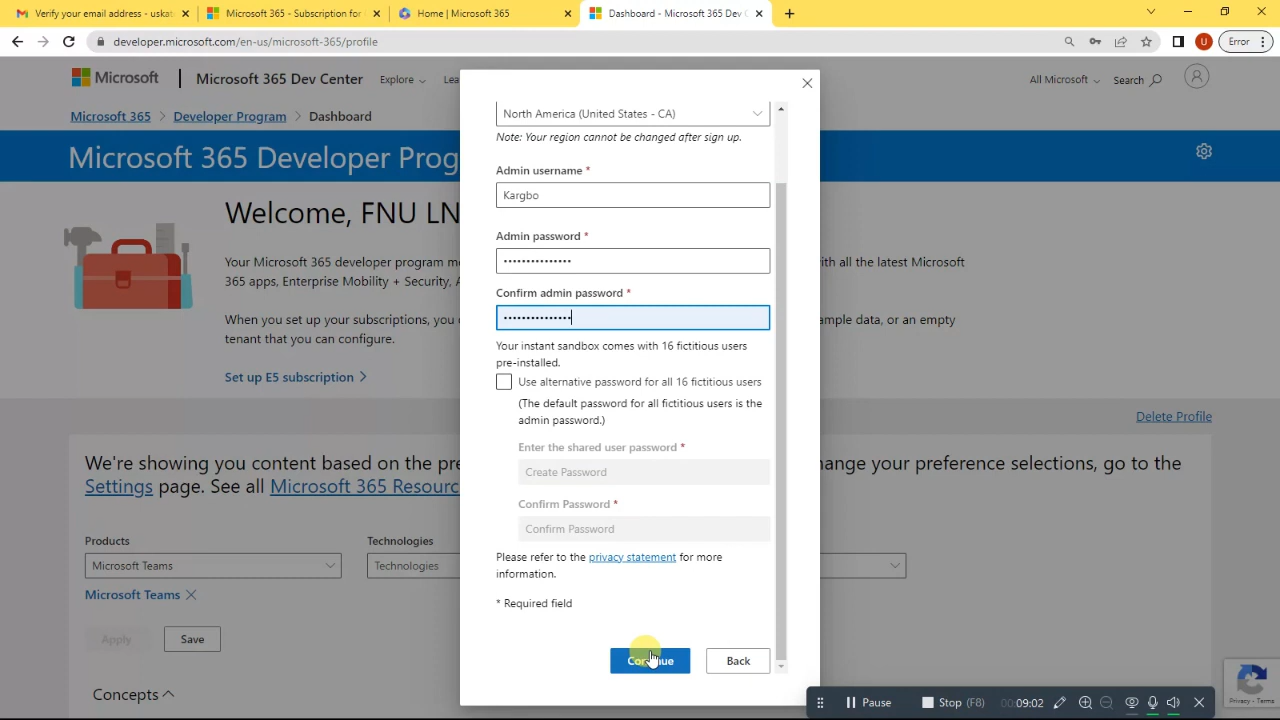 Verify your email address - uskat
Microsoft 365 - Subscription for
Home | Microsoft 365
Dashboard - Microsoft 365 Dev C
developer.microsoft.com/en-us/microsoft-365/profile
U
Error
Microsoft
Microsoft 365 Dev Center
Explore
Lea
All Microsoft
Search
Microsoft 365
Developer Program
Dashboard
Microsoft 365 Developer Prog
Welcome, FNU LN
Your Microsoft 365 developer program m
ith all the latest Microsoft
365 apps, Enterprise Mobility + Security, A
When you set up your subscriptions, you c
ample data, or an empty
tenant that you can configure.
Set up E5 subscription
Delete Profile
We're showing you content based on the pre
hange your preference selections, go to the
Settings page. See all Microsoft 365 Resourc
Products
Technologies
Microsoft Teams
Technologies
Microsoft Teams
Apply
Save
Concepts
North America (United States - CA)
Note: Your region cannot be changed after sign up.
Admin username *
Kargbo
Admin password *
•••••••••••••••
Confirm admin password *
•••••••••••••••
Your instant sandbox comes with 16 fictitious users
pre-installed.
Use alternative password for all 16 fictitious users
(The default password for all fictitious users is the
admin password.)
Enter the shared user password *
Create Password
Confirm Password *
Confirm Password
Please refer to the privacy statement for more
information.
* Required field
Continue
Back
Privacy - Terms
Pause
Stop (F8)
00:09:02